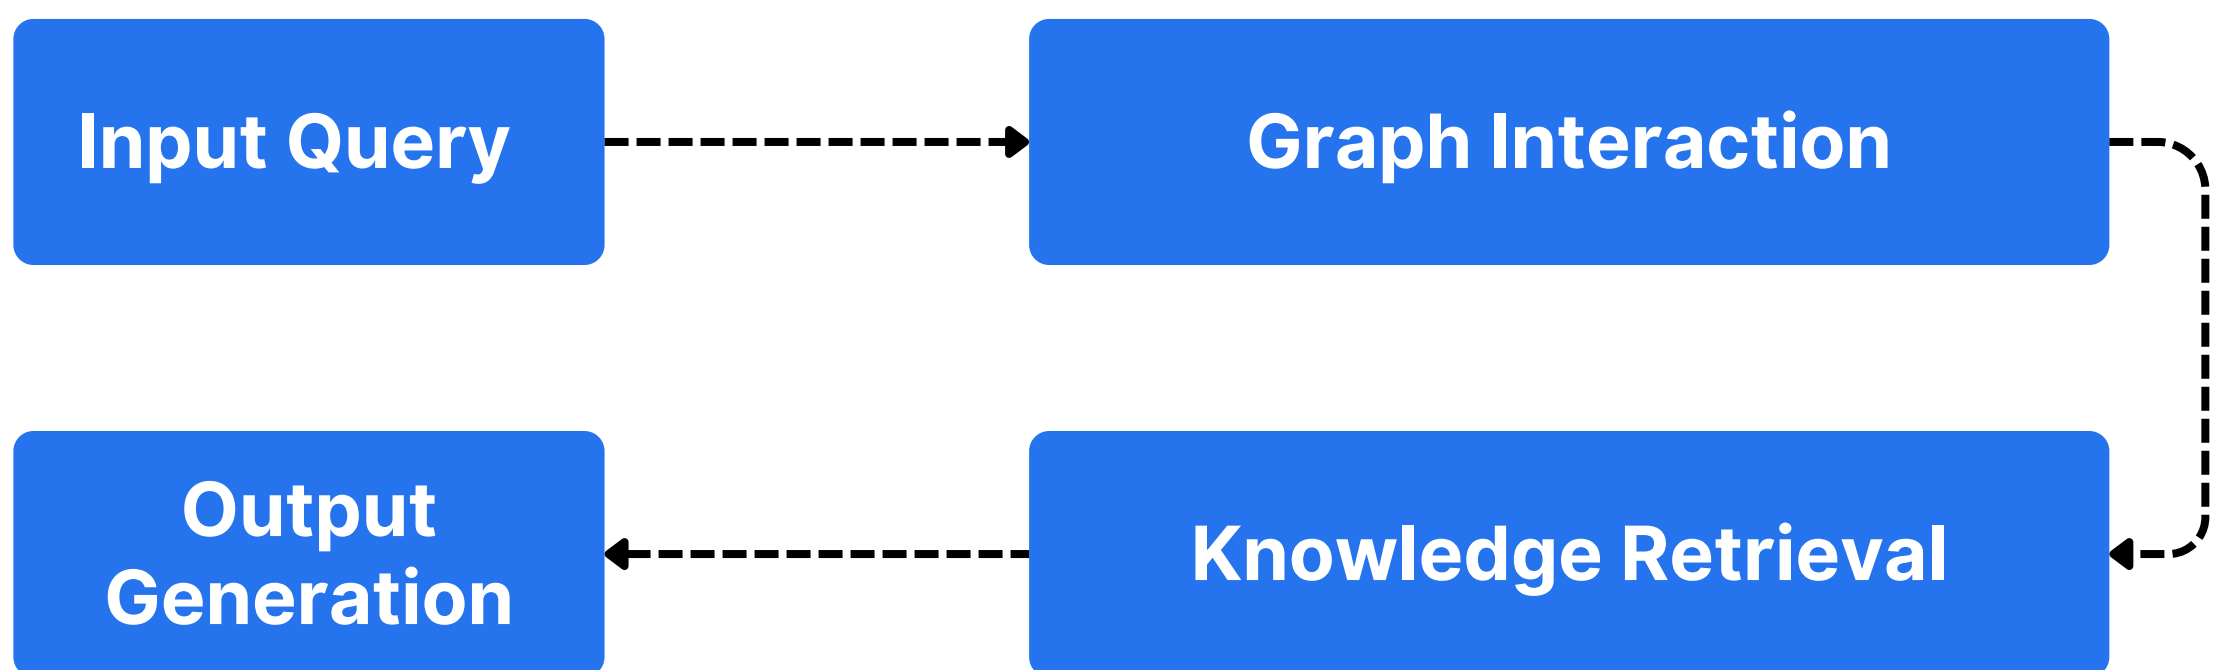 Input Query
Graph Interaction
Knowledge Retrieval
Output
Generation